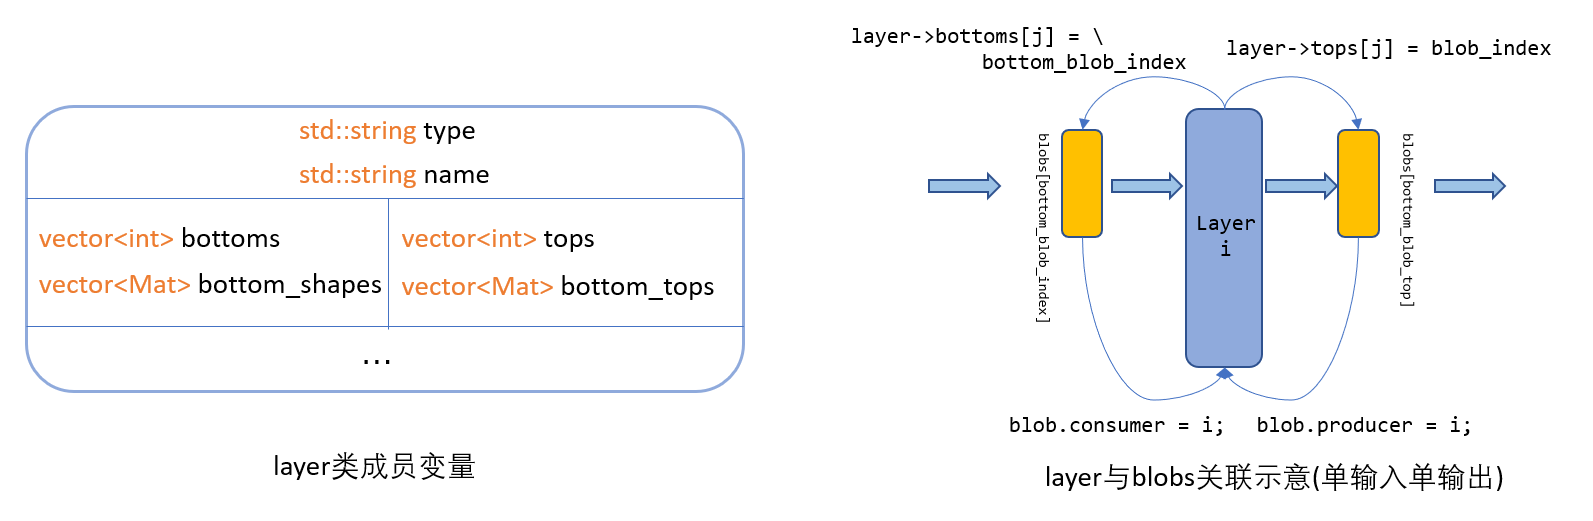 std::string type
std::string name
vector<int> bottoms
vector<Mat> bottom_shapes
vector<int> tops
vector<Mat> bottom_tops
...
layer类成员变量
layer->bottoms[j] = \
bottom_blob_index
layer->tops[j] = blob_index
blobs[bottom_blob_index]
Layer
i
blobs[bottom_blob_top]
blob.consumer = i;
blob.producer = i;
layer与blobs关联示意(单输入单输出)